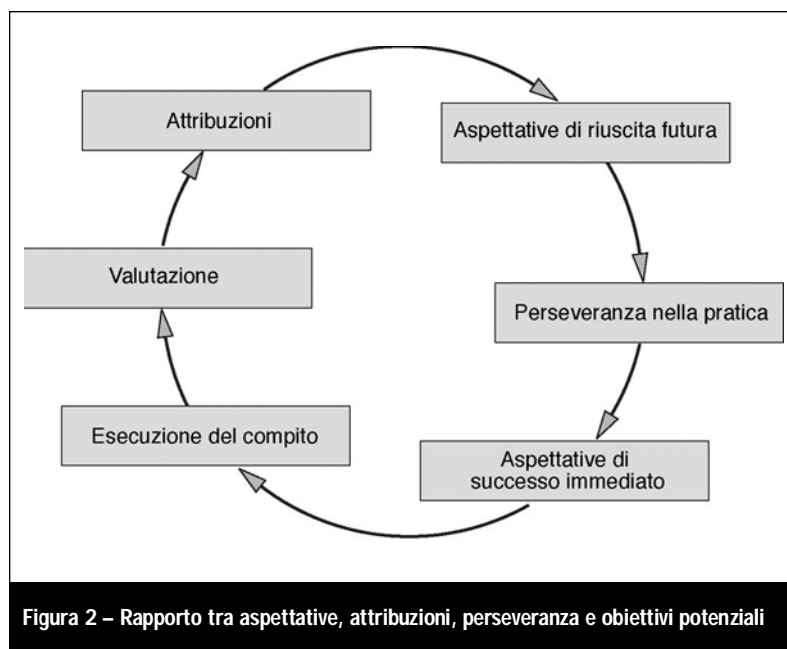 Attribuzioni
Aspettative di riuscita futura
Valutazione
Perseveranza nella pratica
Esecuzione del compito
Aspettative di
successo immediato
Figura 2 – Rapporto tra aspettative, attribuzioni, perseveranza e obiettivi potenziali